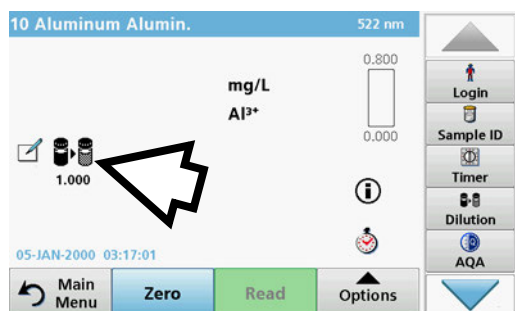 10 Aluminum Alumin.
522 nm
0.800
mg/L
Al³⁺
0.000
1.000
05-JAN-2000 03:17:01
Main Menu
Zero
Read
Options
Login
Sample ID
Timer
Dilution
AQA